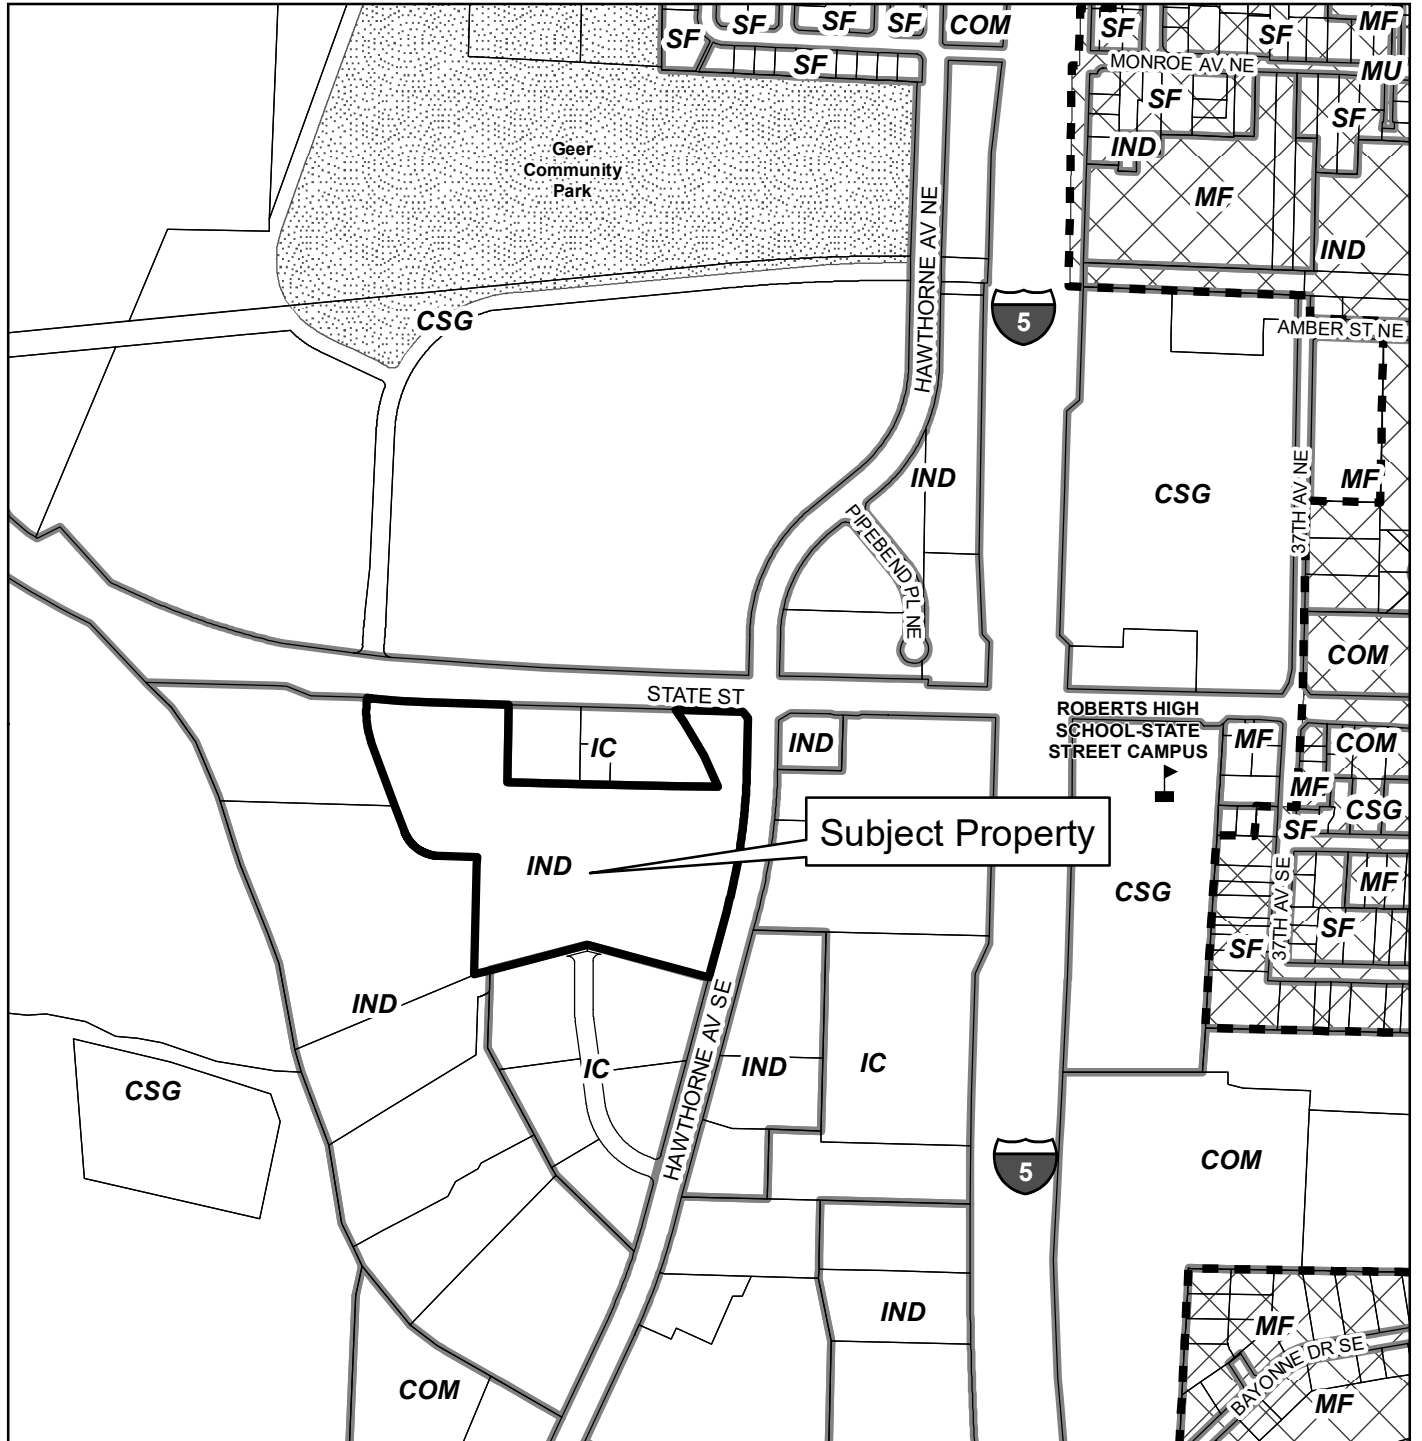 SF
SF
SF
SF
COM
SF
SF
MF
SF
MONROE AV NE
MU
SF
SF
SF
IND
Geer
Community
Park
MF
HAWTHORNE AV NE
IND
5
CSG
AMBER ST NE
IND
CSG
MF
37TH AV NE
PIPEBEND PL NE
COM
STATE ST
ROBERTS HIGH
SCHOOL-STATE
STREET CAMPUS
IC
IND
MF
COM
MF
CSG
SF
Subject Property
IND
CSG
MF
37TH AV SE
SF
SF
IND
HAWTHORNE AV SE
IC
IND
IC
CSG
5
COM
IND
MF
BAYONNE DR SE
COM
MF